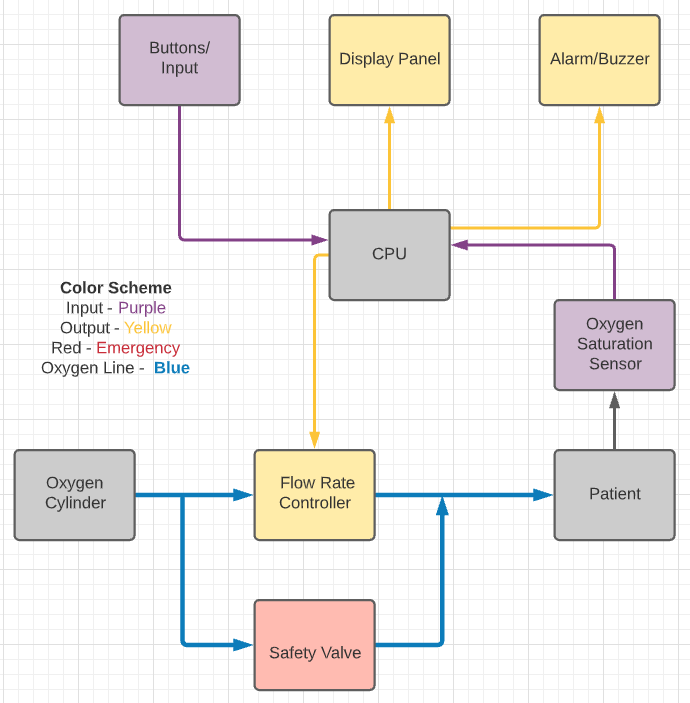 Buttons/
Input
Display Panel
Alarm/Buzzer
CPU
Color Scheme
Input - Purple
Output - Yellow
Red - Emergency
Oxygen Line -  Blue
Oxygen
Saturation
Sensor
Oxygen
Cylinder
Flow Rate
Controller
Patient
Safety Valve